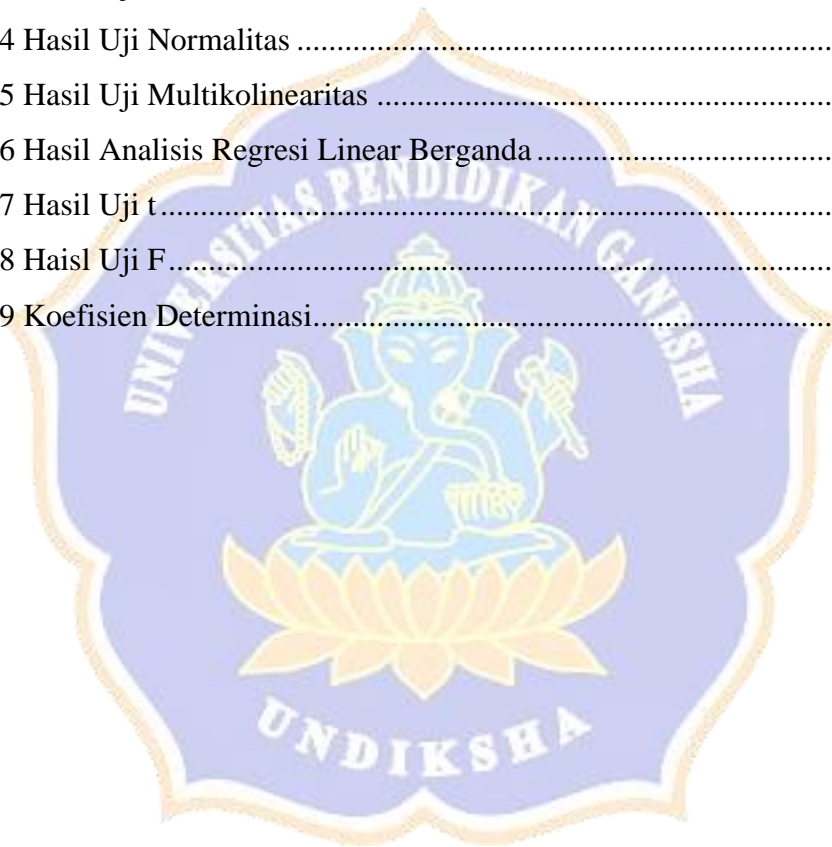 4 Hasil Uji Normalitas ................................................................
5 Hasil Uji Multikolinearitas ......................................................
6 Hasil Analisis Regresi Linear Berganda ...................................
7 Hasil Uji t .................................................................................
8 Haisl Uji F................................................................................
9 Koefisien Determinasi..............................................................
UNIVERSITAS PENDIDIKAN GANESHA
UNDIKSHA